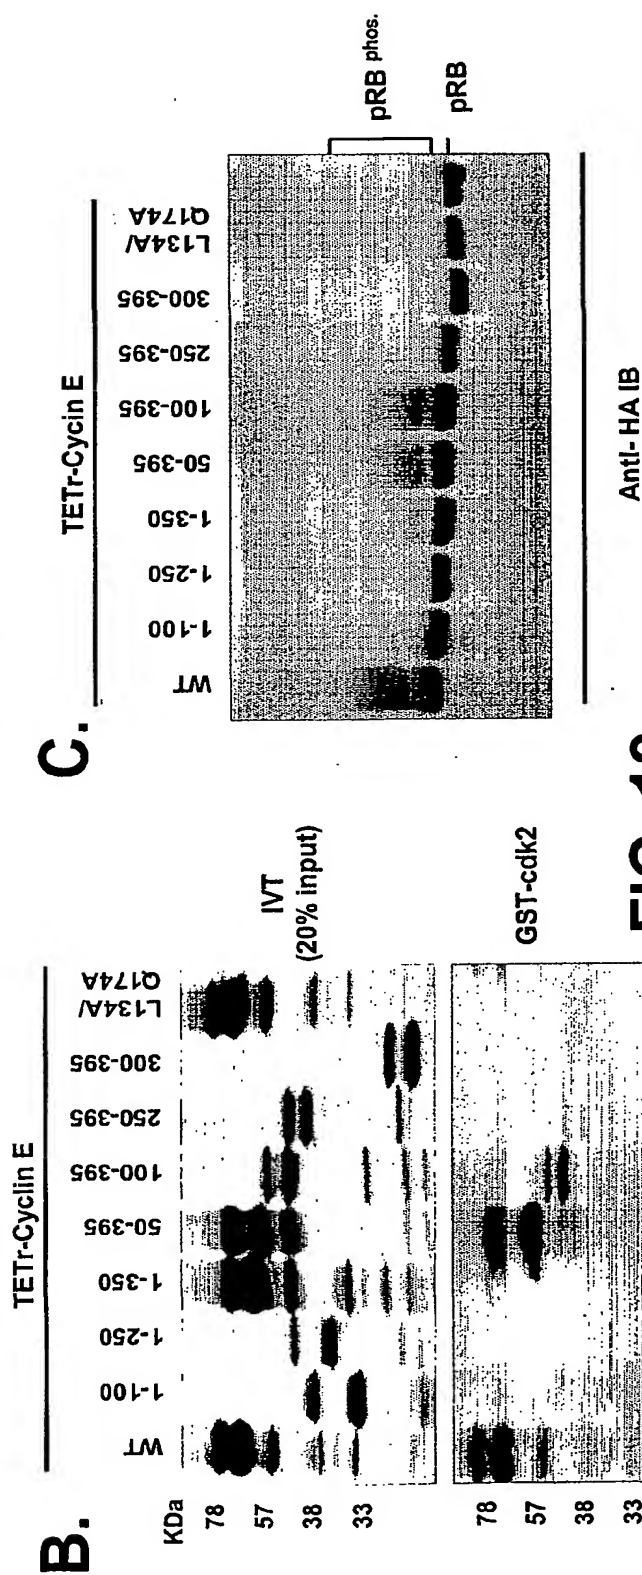 B.
TETr-Cyclin E
WT
1-100
1-250
1-350
50-395
100-395
250-395
300-395
L134A/
Q174A
KDa
78
57
38
33
IVT
(20% input)
78
57
38
33
GST-cdk2
C.
TETr-Cycin E
WT
1-100
1-250
1-350
50-395
100-395
250-395
300-395
L134A/
Q174A
pRB phos.
pRB
Anti- HA IB
FIG.